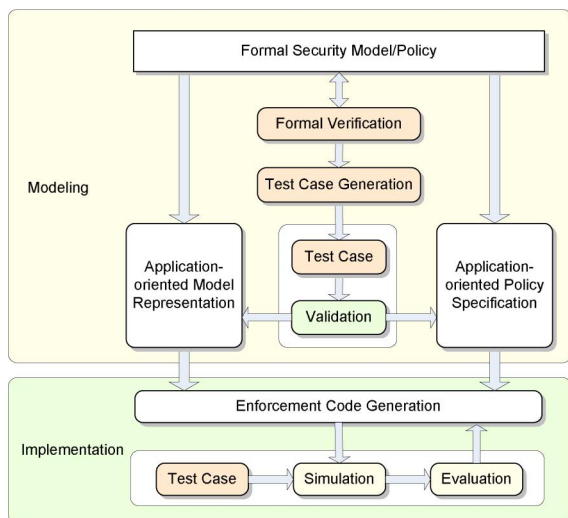 Formal Security Model/Policy
Formal Verification
Test Case Generation
Modeling
Test Case
Application-
oriented Model
Representation
Application-
oriented Policy
Specification
Validation
Enforcement Code Generation
Implementation
Test Case
Simulation
Evaluation